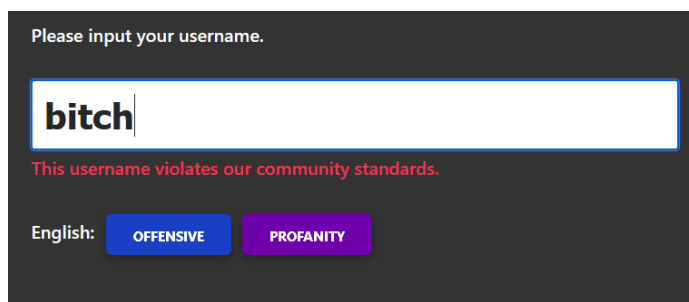 Please input your username.
bitch
This username violates our community standards.
English: OFFENSIVE PROFANITY